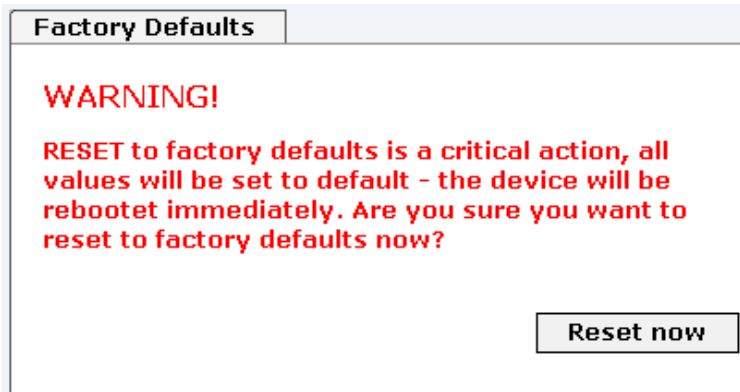 Factory Defaults
WARNING!
RESET to factory defaults is a critical action, all
values will be set to default - the device will be
rebootet immediately. Are you sure you want to
reset to factory defaults now?
Reset now